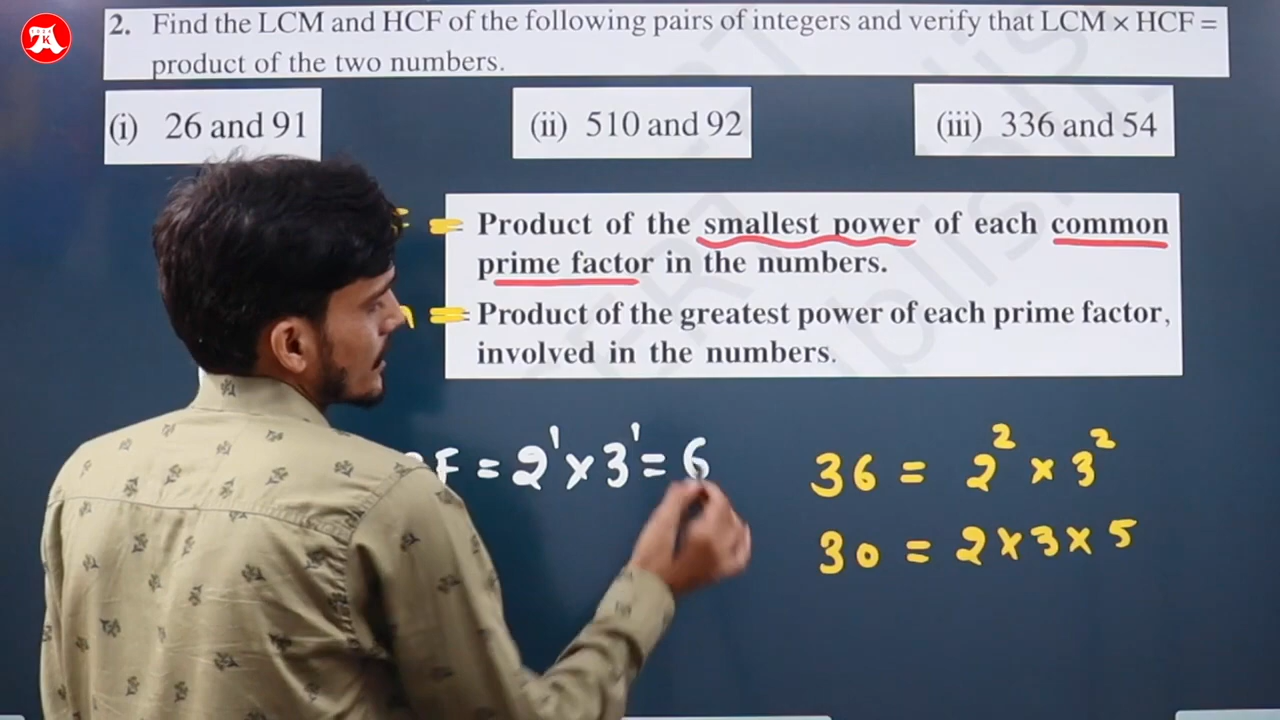 2. Find the LCM and HCF of the following pairs of integers and verify that LCM × HCF =
product of the two numbers.
(i) 26 and 91
(ii) 510 and 92
(iii) 336 and 54
= Product of the smallest power of each common
prime factor in the numbers.
= Product of the greatest power of each prime factor,
involved in the numbers.
F = 2¹ × 3¹ = 6
36 = 2² × 3²
30 = 2 × 3 × 5